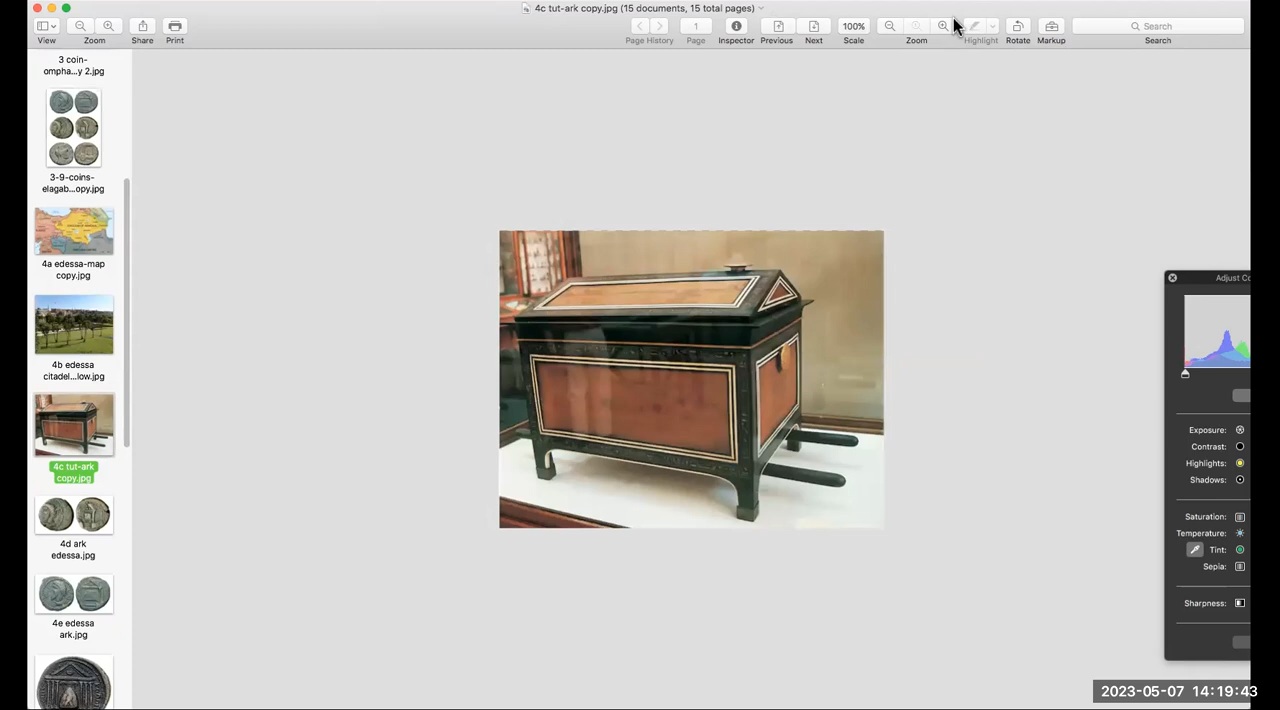 4c tut-ark copy.jpg (15 documents, 15 total pages)
View
Zoom
Share
Print
Page History
1
Page
Inspector
Previous
Next
100%
Scale
Zoom
Highlight
Rotate
Markup
Search
Search
3 coin-
ompha...y 2.jpg
3-9-coins-
elagab...opy.jpg
4a edessa-map
copy.jpg
4b edessa
citadel...low.jpg
4c tut-ark
copy.jpg
4d ark
edessa.jpg
4e edessa
ark.jpg
Adjust Co
Exposure:
Contrast:
Highlights:
Shadows:
Saturation:
Temperature:
Tint:
Sepia:
Sharpness:
2023-05-07 14:19:43